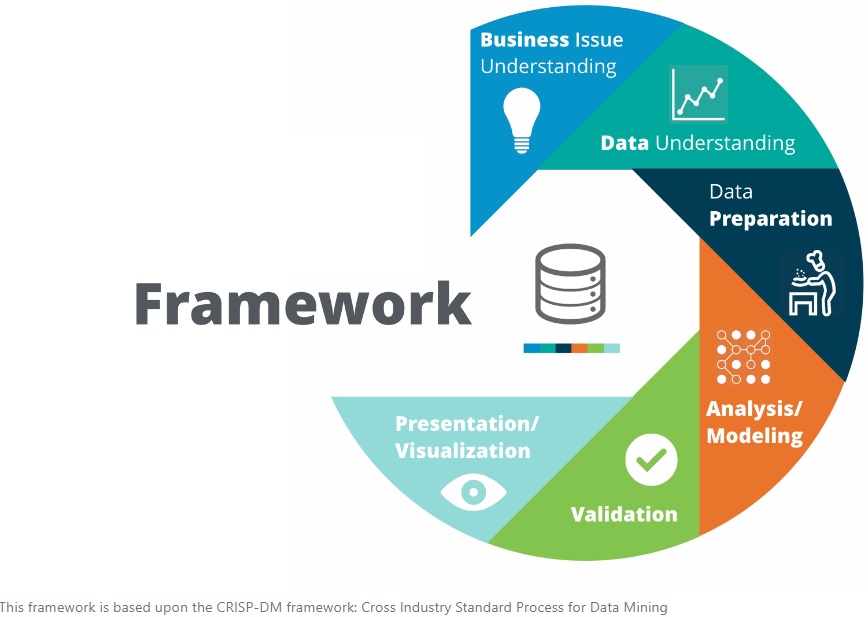 Business Issue
Understanding
Data Understanding
Data
Preparation
Framework
Analysis/
Modeling
Presentation/
Visualization
Validation
This framework is based upon the CRISP-DM framework: Cross Industry Standard Process for Data Mining